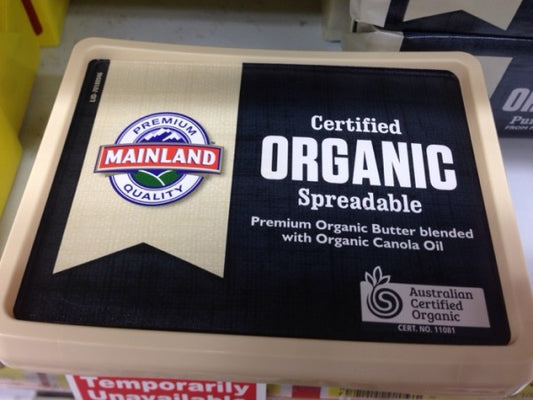 PREMIUM
MAINLAND
QUALITY
Certified
ORGANIC
Spreadable
Premium Organic Butter blended
with Organic Canola Oil
Australian
Certified
Organic
CERT. NO. 11081
Temporarily
Unavailable